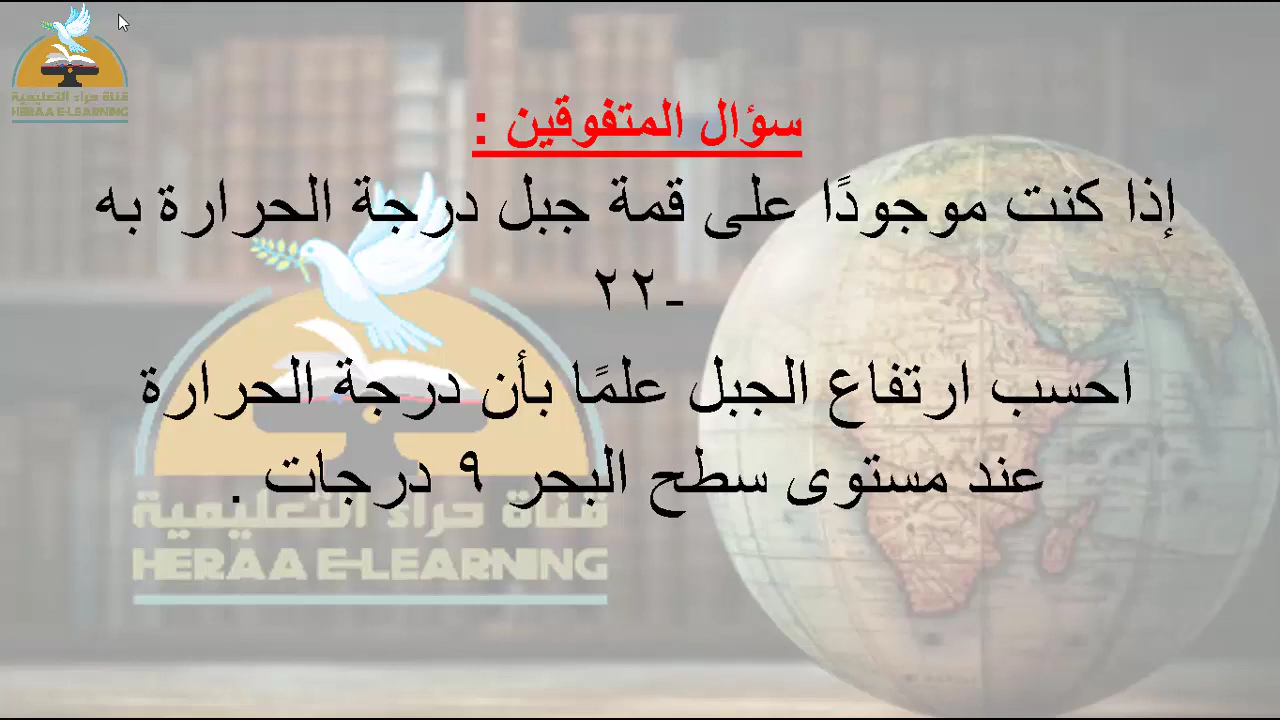 قناة حراء التعليمية
HERAA E-LEARNING
سؤال المتفوقين :
إذا كنت موجودًا على قمة جبل درجة الحرارة به
-٢٢
احسب ارتفاع الجبل علمًا بأن درجة الحرارة
عند مستوى سطح البحر ٩ درجات .
قناة حراء التعليمية
HERAA E-LEARNING